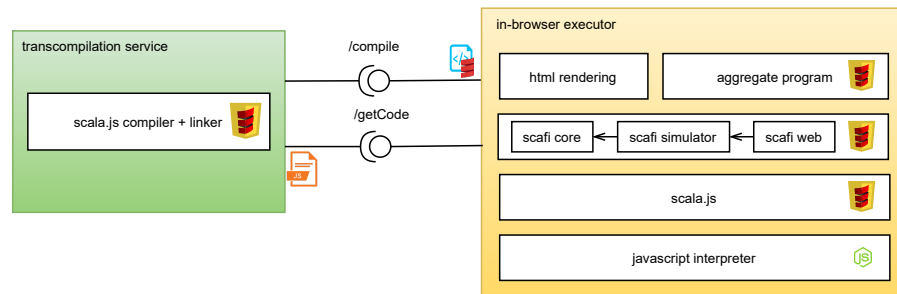 transcompilation service
scala.js compiler + linker
JS
/compile
</>
/getCode
in-browser executor
html rendering
aggregate program
scafi core
scafi simulator
scafi web
scala.js
javascript interpreter
JS